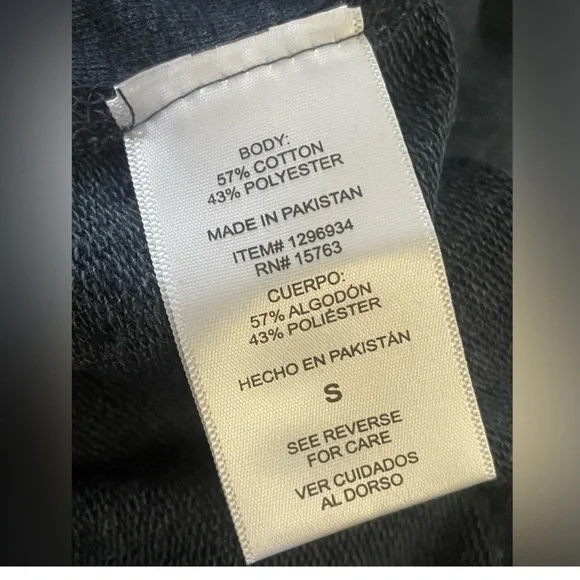 BODY:
57% COTTON
43% POLYESTER
MADE IN PAKISTAN
ITEM# 1296934
RN# 15763
CUERPO:
57% ALGODÓN
43% POLIÉSTER
HECHO EN PAKISTÁN
S
SEE REVERSE
FOR CARE
VER CUIDADOS
AL DORSO